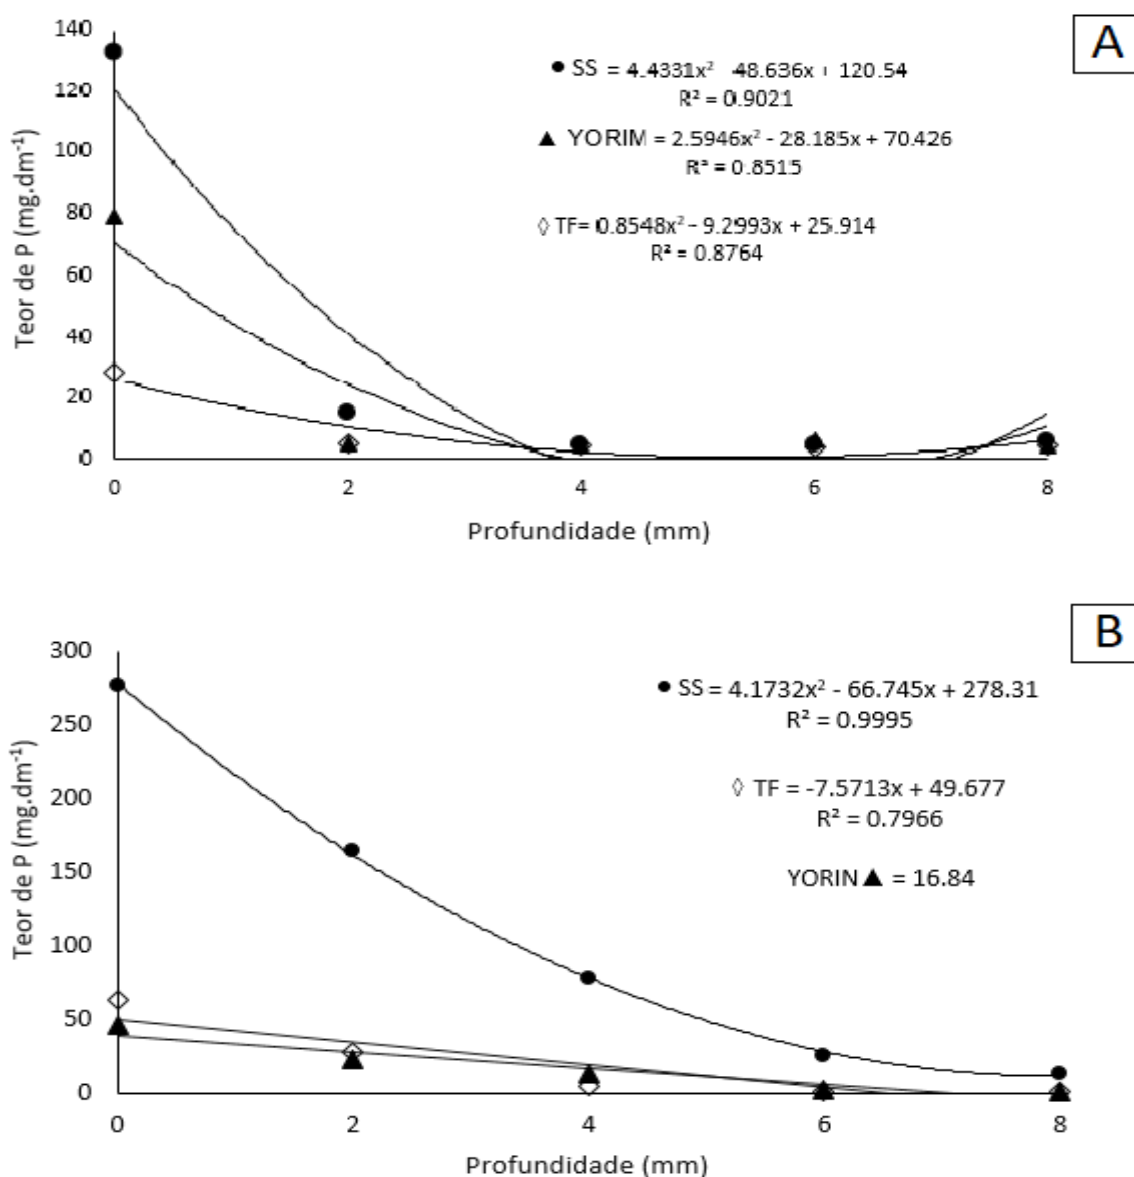 A
● SS = 4.4331x² - 48.636x + 120.54
R² = 0.9021
▲ YORIM = 2.5946x² - 28.185x + 70.426
R² = 0.8515
◊ TF= 0.8548x² - 9.2993x + 25.914
R² = 0.8764
Teor de P (mg.dm⁻¹)
140
120
100
80
60
40
20
0
0 2 4 6 8
Profundidade (mm)
B
● SS = 4.1732x² - 66.745x + 278.31
R² = 0.9995
◊ TF = -7.5713x + 49.677
R² = 0.7966
YORIN ▲ = 16.84
Teor de P (mg.dm⁻¹)
300
250
200
150
100
50
0
0 2 4 6 8
Profundidade (mm)